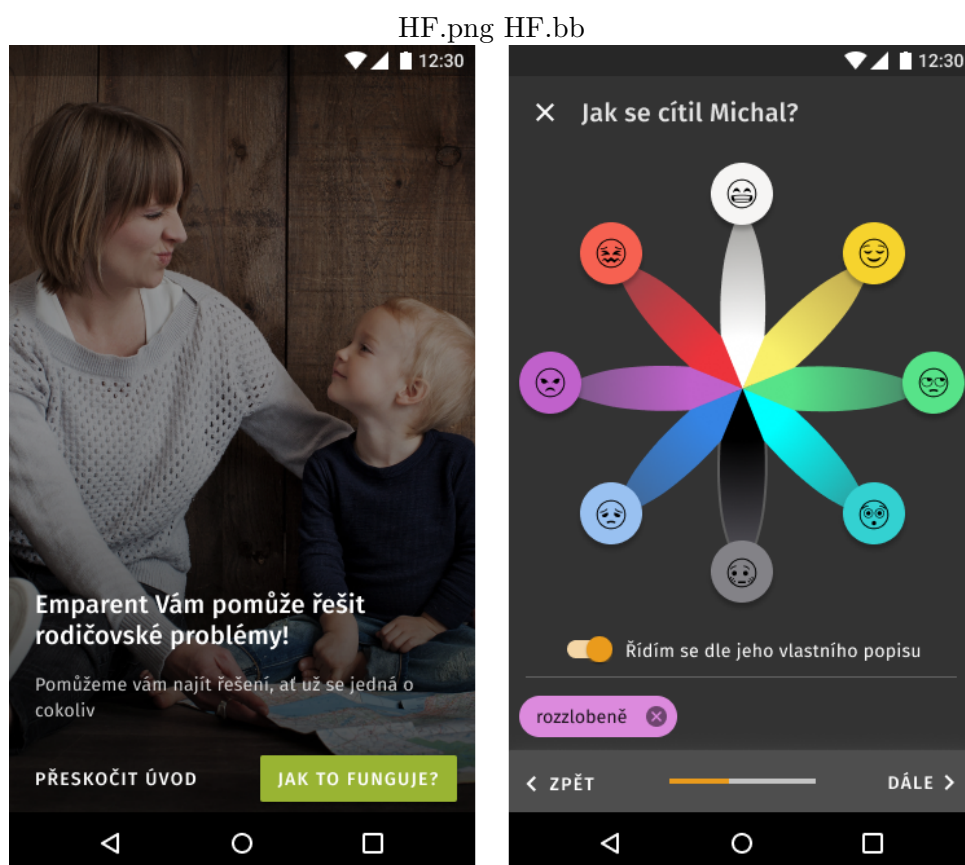 HF.png HF.bb
12:30
Emparent Vám pomůže řešit
rodičovské problémy!
Pomůžeme vám najít řešení, ať už se jedná o
cokoliv
PŘESKOČIT ÚVOD
JAK TO FUNGUJE?
12:30
Jak se cítil Michal?
Řídím se dle jeho vlastního popisu
rozzlobeně
ZPĚT
DÁLE